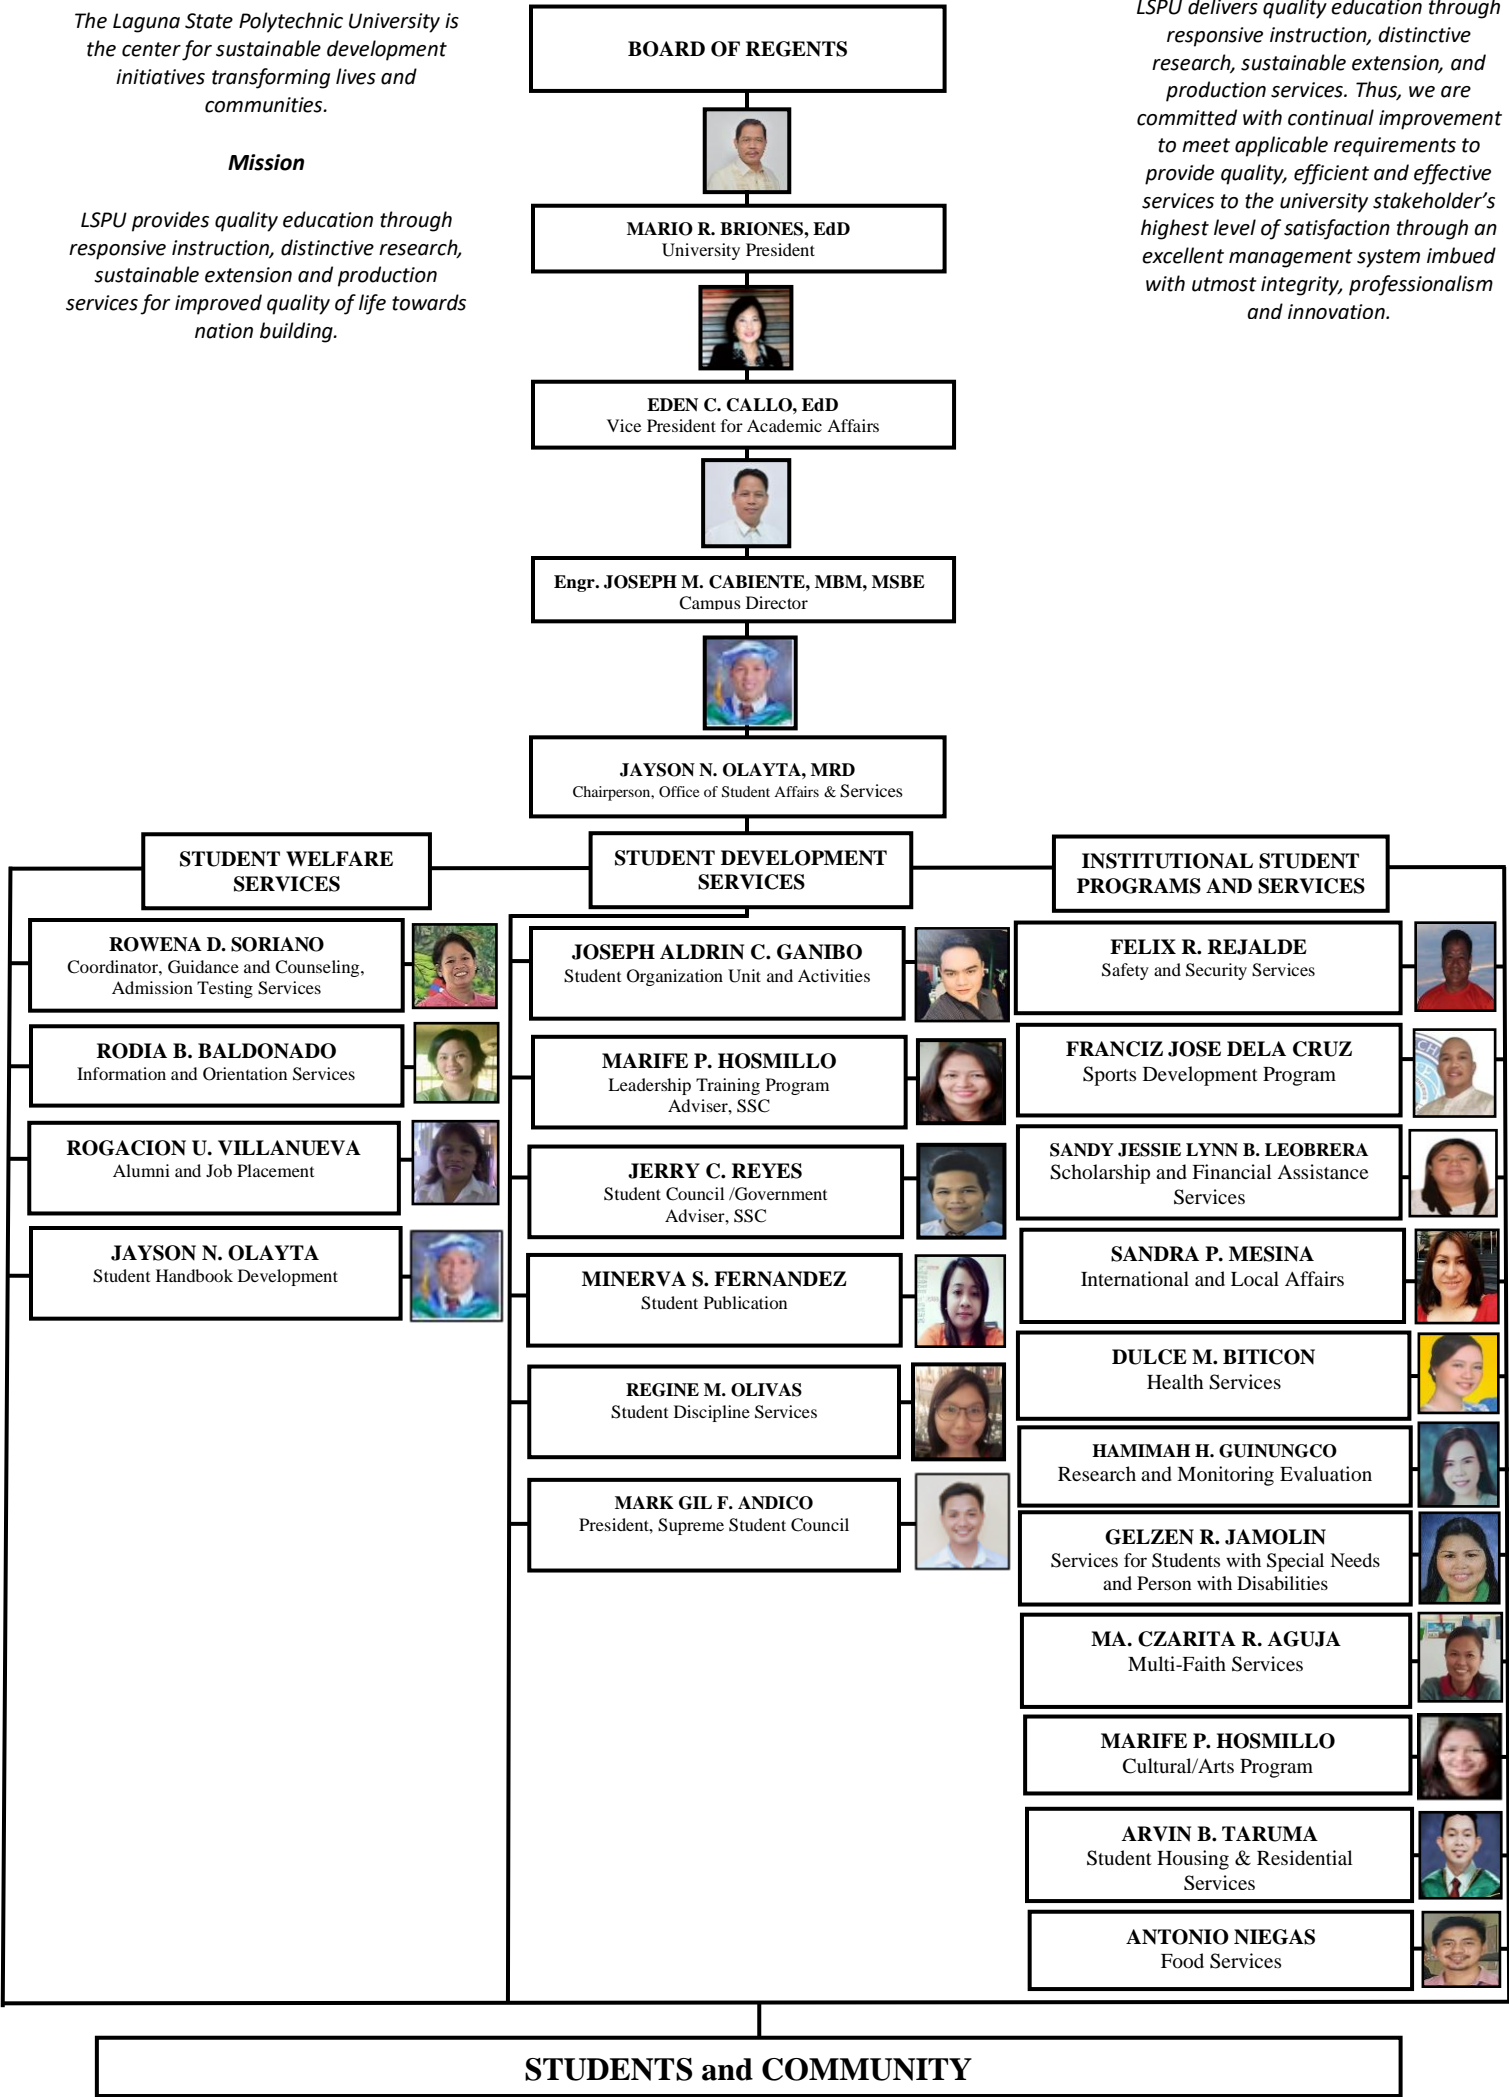 The Laguna State Polytechnic University is
the center for sustainable development
initiatives transforming lives and
communities.
Mission
LSPU provides quality education through
responsive instruction, distinctive research,
sustainable extension and production
services for improved quality of life towards
nation building.
LSPU delivers quality education through
responsive instruction, distinctive
research, sustainable extension, and
production services. Thus, we are
committed with continual improvement
to meet applicable requirements to
provide quality, efficient and effective
services to the university stakeholder’s
highest level of satisfaction through an
excellent management system imbued
with utmost integrity, professionalism
and innovation.
BOARD OF REGENTS
MARIO R. BRIONES, EdD
University President
EDEN C. CALLO, EdD
Vice President for Academic Affairs
Engr. JOSEPH M. CABIENTE, MBM, MSBE
Campus Director
JAYSON N. OLAYTA, MRD
Chairperson, Office of Student Affairs & Services
STUDENT WELFARE
SERVICES
ROWENA D. SORIANO
Coordinator, Guidance and Counseling,
Admission Testing Services
RODIA B. BALDONADO
Information and Orientation Services
ROGACION U. VILLANUEVA
Alumni and Job Placement
JAYSON N. OLAYTA
Student Handbook Development
STUDENT DEVELOPMENT
SERVICES
JOSEPH ALDRIN C. GANIBO
Student Organization Unit and Activities
MARIFE P. HOSMILLO
Leadership Training Program
Adviser, SSC
JERRY C. REYES
Student Council /Government
Adviser, SSC
MINERVA S. FERNANDEZ
Student Publication
REGINE M. OLIVAS
Student Discipline Services
MARK GIL F. ANDICO
President, Supreme Student Council
INSTITUTIONAL STUDENT
PROGRAMS AND SERVICES
FELIX R. REJALDE
Safety and Security Services
FRANCIZ JOSE DELA CRUZ
Sports Development Program
SANDY JESSIE LYNN B. LEOBRERA
Scholarship and Financial Assistance
Services
SANDRA P. MESINA
International and Local Affairs
DULCE M. BITICON
Health Services
HAMIMAH H. GUINUNGCO
Research and Monitoring Evaluation
GELZEN R. JAMOLIN
Services for Students with Special Needs
and Person with Disabilities
MA. CZARITA R. AGUJA
Multi-Faith Services
MARIFE P. HOSMILLO
Cultural/Arts Program
ARVIN B. TARUMA
Student Housing & Residential
Services
ANTONIO NIEGAS
Food Services
STUDENTS and COMMUNITY